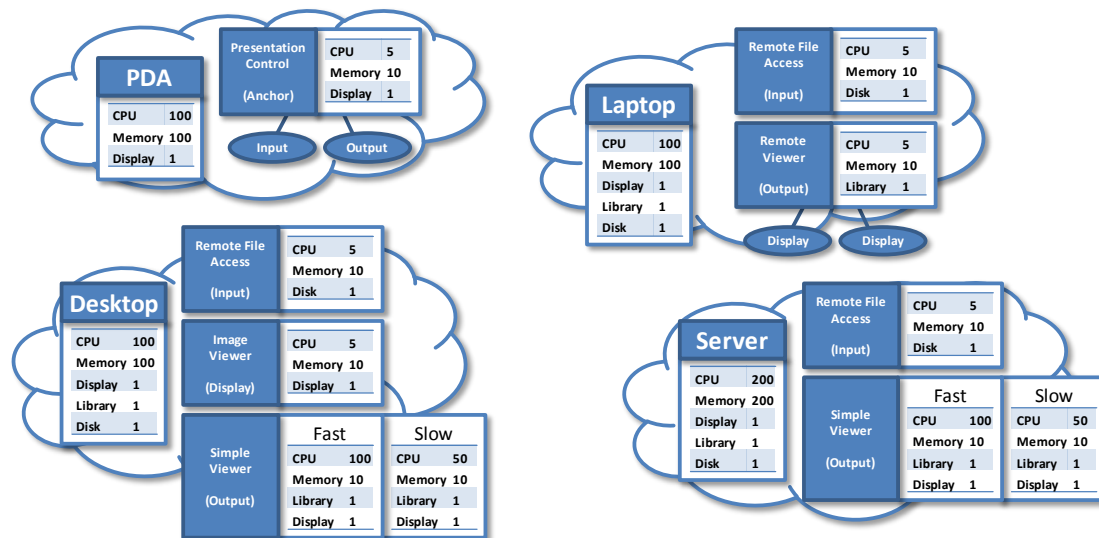 PDA
CPU 100
Memory 100
Display 1
Presentation
Control
(Anchor)
CPU 5
Memory 10
Display 1
Input
Output
Laptop
CPU 100
Memory 100
Display 1
Library 1
Disk 1
Remote File
Access
(Input)
CPU 5
Memory 10
Disk 1
Remote
Viewer
(Output)
CPU 5
Memory 10
Library 1
Display
Display
Desktop
CPU 100
Memory 100
Display 1
Library 1
Disk 1
Remote File
Access
(Input)
CPU 5
Memory 10
Disk 1
Image
Viewer
(Display)
CPU 5
Memory 10
Display 1
Simple
Viewer
(Output)
Fast
CPU 100
Memory 10
Library 1
Display 1
Slow
CPU 50
Memory 10
Library 1
Display 1
Server
CPU 200
Memory 200
Display 1
Library 1
Disk 1
Remote File
Access
(Input)
CPU 5
Memory 10
Disk 1
Simple
Viewer
(Output)
Fast
CPU 100
Memory 10
Library 1
Display 1
Slow
CPU 50
Memory 10
Library 1
Display 1